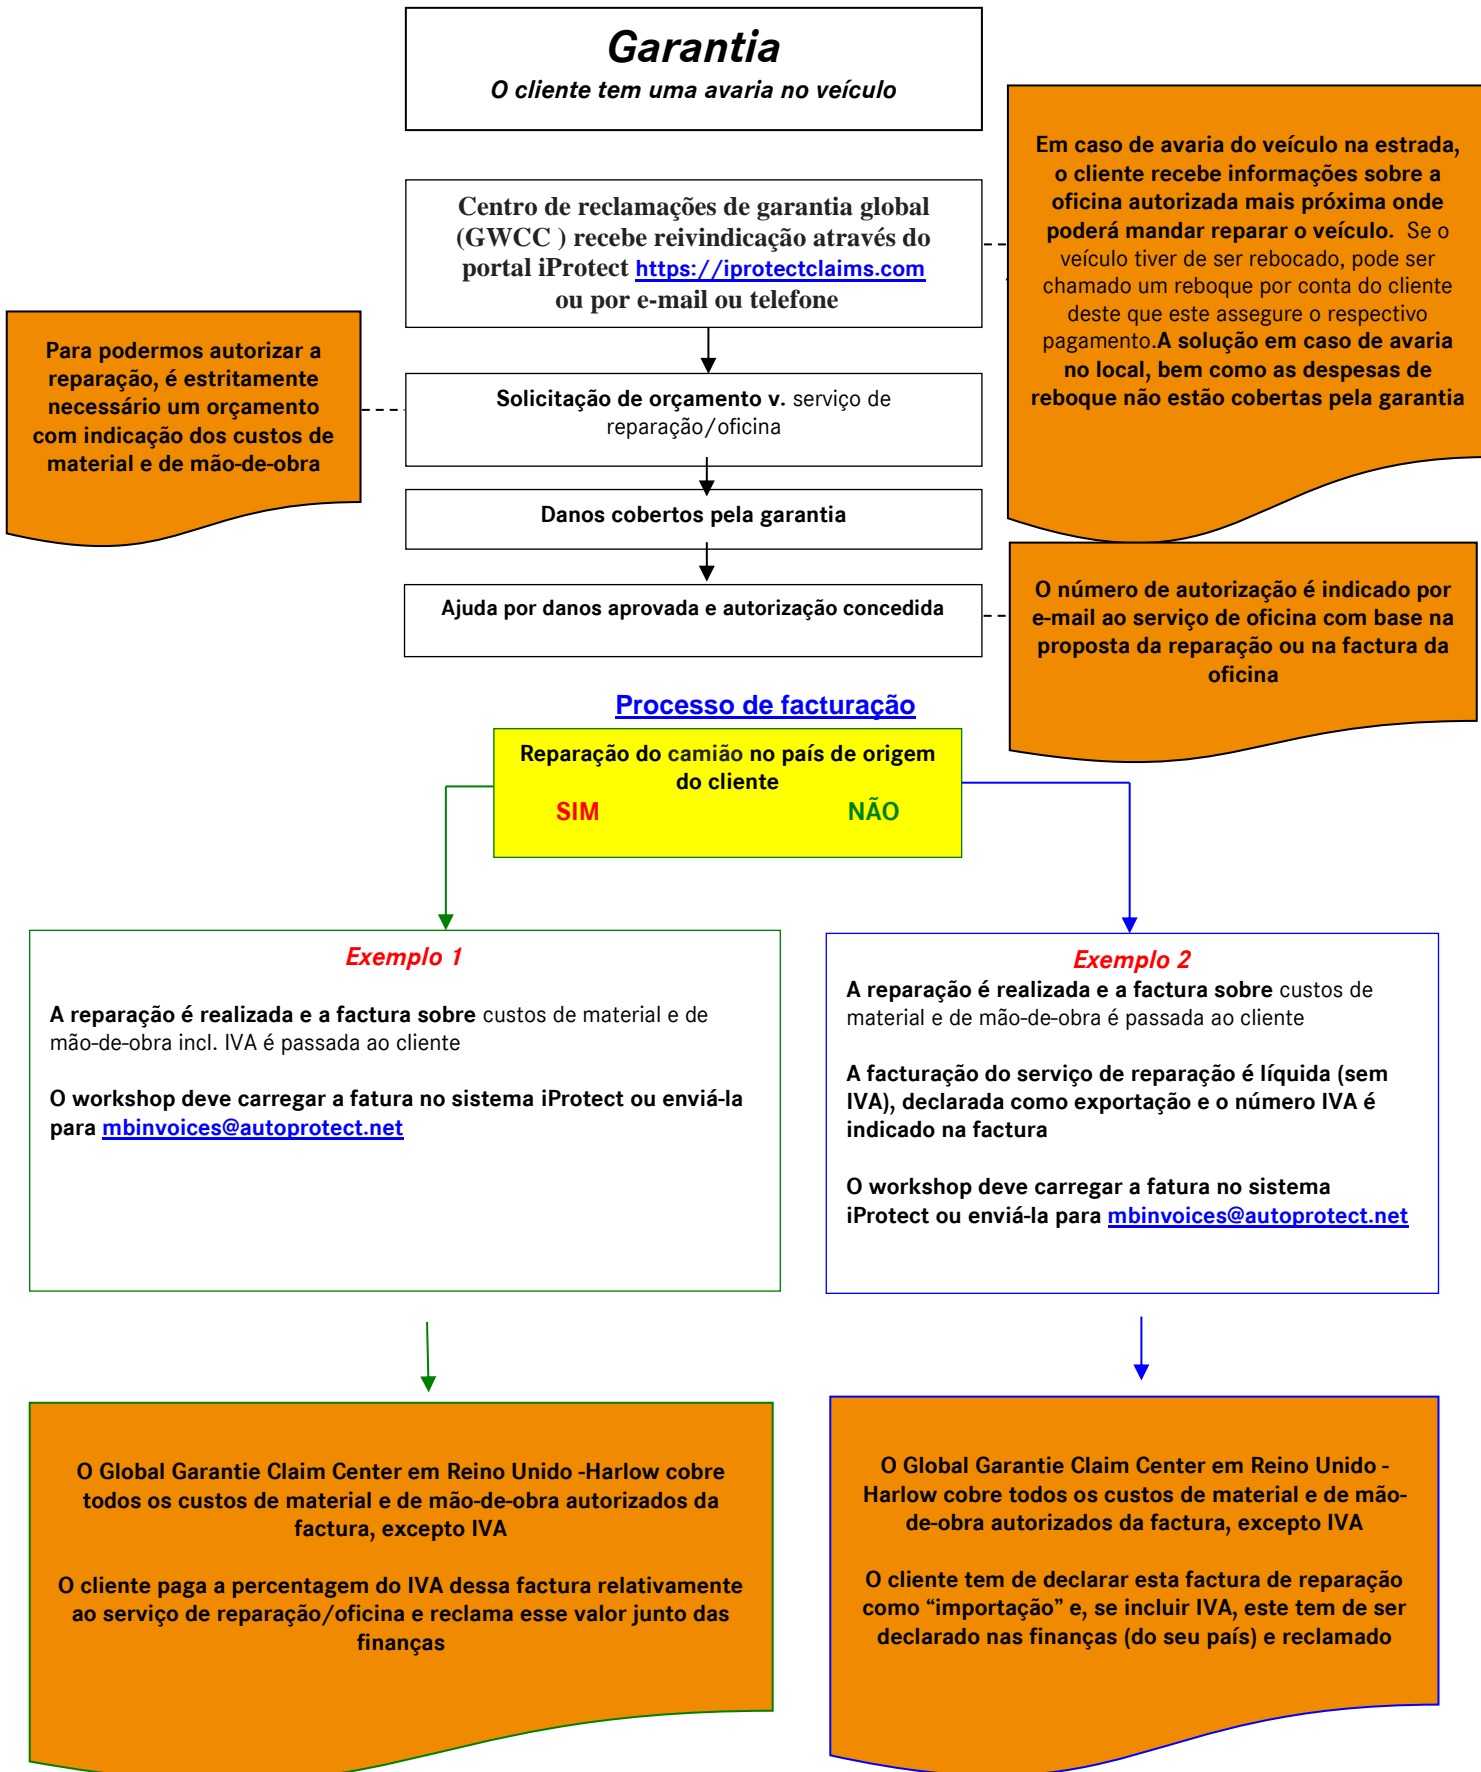 Garantia
O cliente tem uma avaria no veículo
Em caso de avaria do veículo na estrada,
o cliente recebe informações sobre a
oficina autorizada mais próxima onde
poderá mandar reparar o veículo. Se o
veículo tiver de ser rebocado, pode ser
chamado um reboque por conta do cliente
deste que este assegure o respectivo
pagamento.A solução em caso de avaria
no local, bem como as despesas de
reboque não estão cobertas pela garantia
Centro de reclamações de garantia global
(GWCC ) recebe reivindicação através do
portal iProtect https://iprotectclaims.com
ou por e-mail ou telefone
Para podermos autorizar a
reparação, é estritamente
necessário um orçamento
com indicação dos custos de
material e de mão-de-obra
Solicitação de orçamento v. serviço de
reparação/oficina
Danos cobertos pela garantia
Ajuda por danos aprovada e autorização concedida
O número de autorização é indicado por
e-mail ao serviço de oficina com base na
proposta da reparação ou na factura da
oficina
Processo de facturação
Reparação do camião no país de origem
do cliente
SIM NÃO
Exemplo 1
A reparação é realizada e a factura sobre custos de material e de
mão-de-obra incl. IVA é passada ao cliente
O workshop deve carregar a fatura no sistema iProtect ou enviá-la
para mbinvoices@autoprotect.net
Exemplo 2
A reparação é realizada e a factura sobre custos de
material e de mão-de-obra é passada ao cliente
A facturação do serviço de reparação é líquida (sem
IVA), declarada como exportação e o número IVA é
indicado na factura
O workshop deve carregar a fatura no sistema
iProtect ou enviá-la para mbinvoices@autoprotect.net
O Global Garantie Claim Center em Reino Unido -Harlow cobre
todos os custos de material e de mão-de-obra autorizados da
factura, excepto IVA
O cliente paga a percentagem do IVA dessa factura relativamente
ao serviço de reparação/oficina e reclama esse valor junto das
finanças
O Global Garantie Claim Center em Reino Unido -
Harlow cobre todos os custos de material e de mão-
de-obra autorizados da factura, excepto IVA
O cliente tem de declarar esta factura de reparação
como “importação” e, se incluir IVA, este tem de ser
declarado nas finanças (do seu país) e reclamado